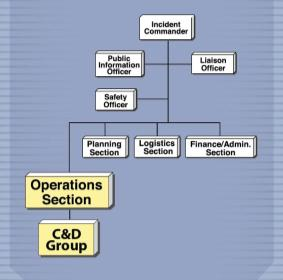 Incident
Commander
Public
Information
Officer
Liaison
Officer
Safety
Officer
Planning
Section
Logistics
Section
Finance/Admin.
Section
Operations
Section
C&D
Group